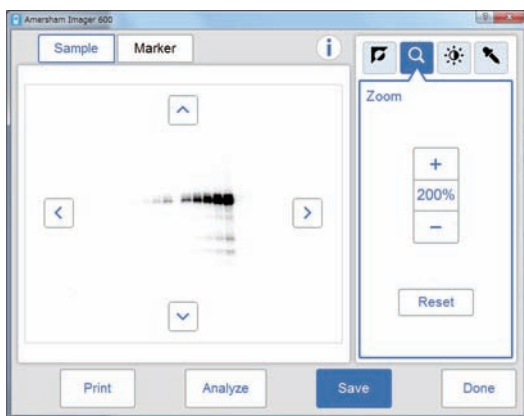 Amersham Imager 600
Sample
Marker
i
Zoom
+
200%
−
Reset
Print
Analyze
Save
Done